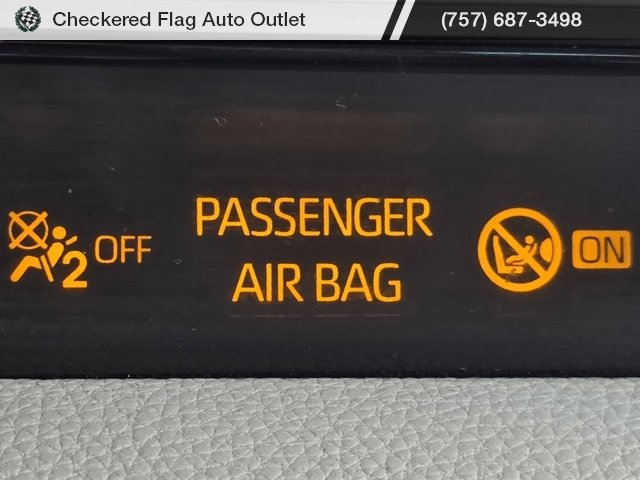 Checkered Flag Auto Outlet (757) 687-3498
PASSENGER
2 OFF AIR BAG ON